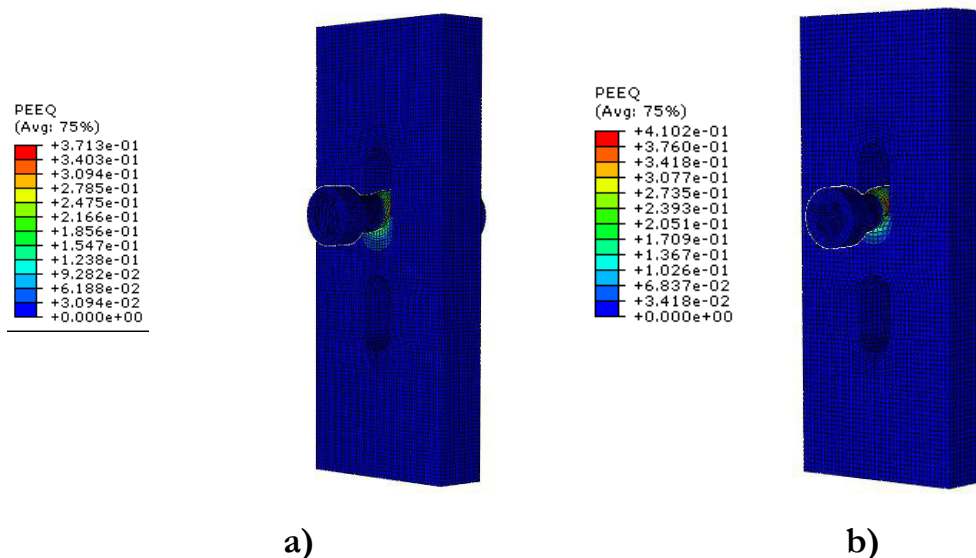 PEEQ
(Avg: 75%)
+3.713e-01
+3.403e-01
+3.094e-01
+2.785e-01
+2.475e-01
+2.166e-01
+1.856e-01
+1.547e-01
+1.238e-01
+9.282e-02
+6.188e-02
+3.094e-02
+0.000e+00
PEEQ
(Avg: 75%)
+4.102e-01
+3.760e-01
+3.418e-01
+3.077e-01
+2.735e-01
+2.393e-01
+2.051e-01
+1.709e-01
+1.367e-01
+1.026e-01
+6.837e-02
+3.418e-02
+0.000e+00
a)
b)